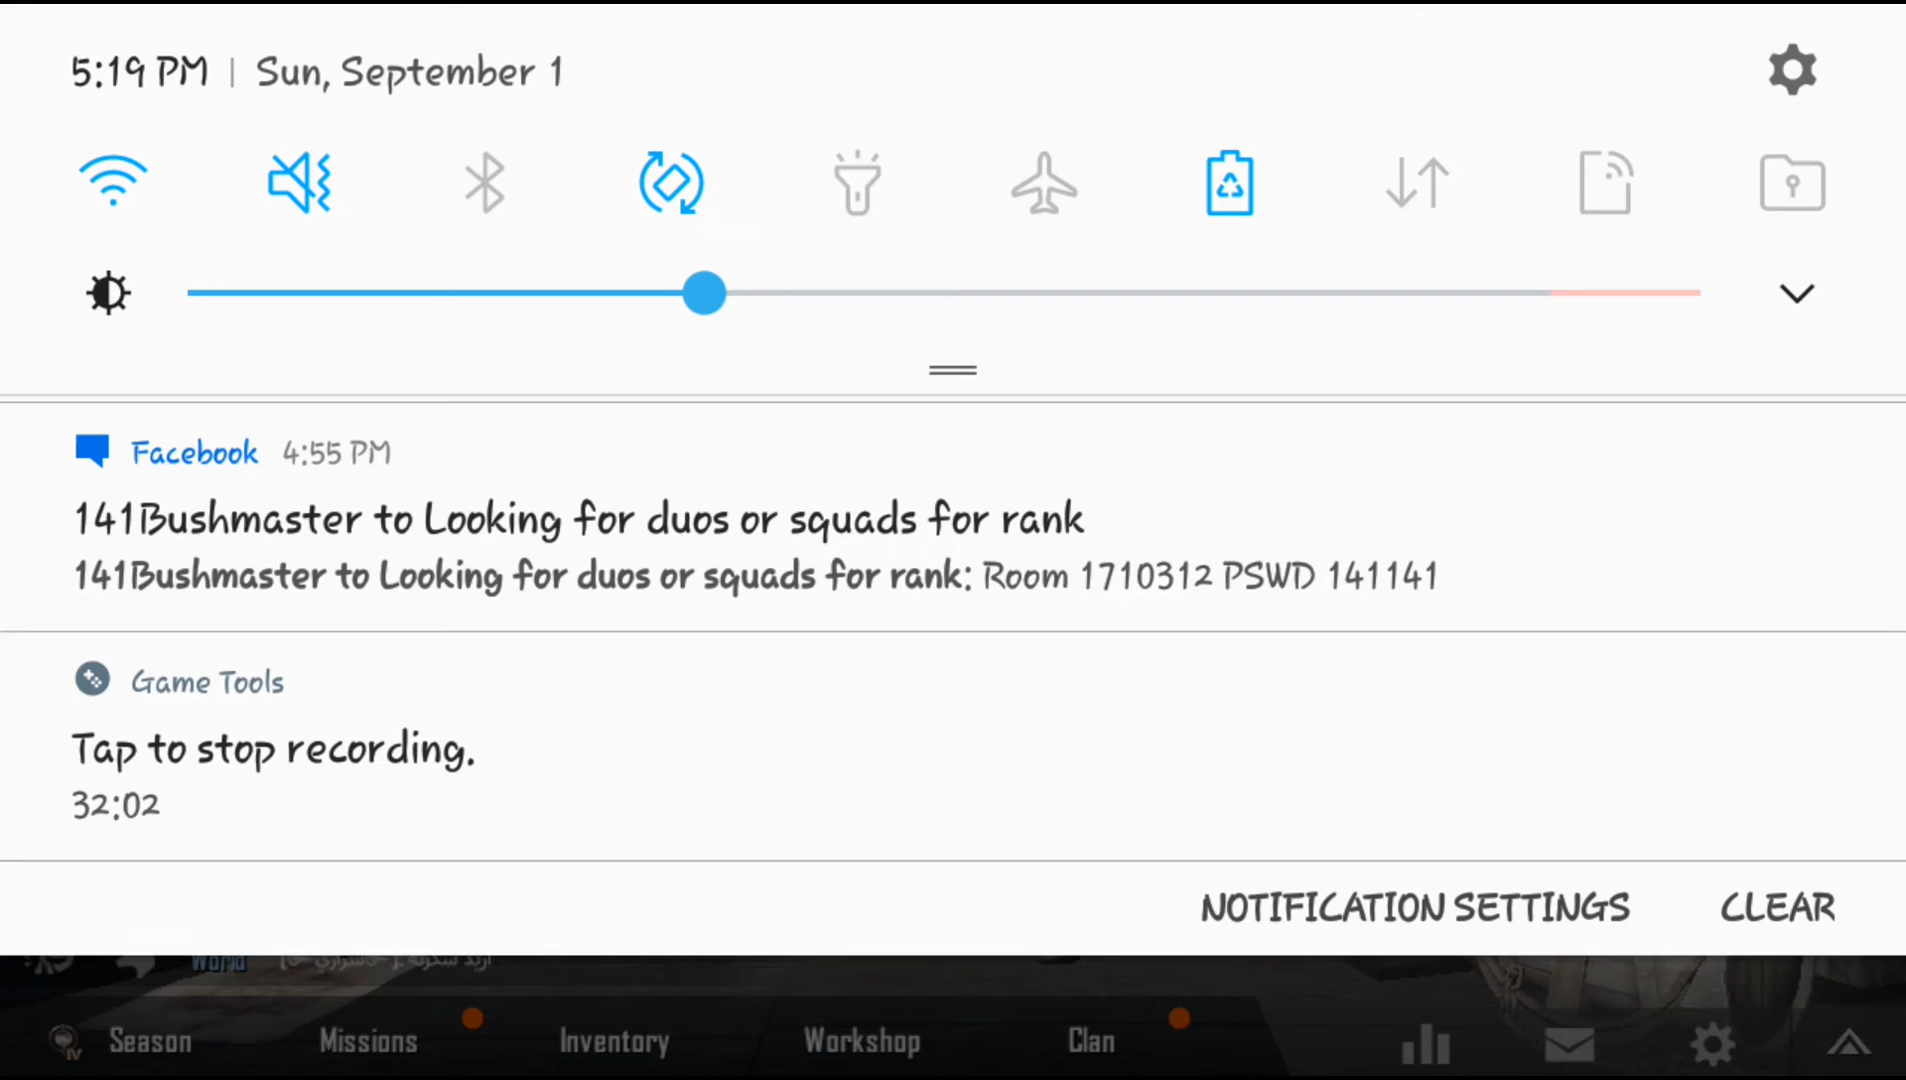 5:19 PM | Sun, September 1
Facebook 4:55 PM
141Bushmaster to Looking for duos or squads for rank
141Bushmaster to Looking for duos or squads for rank: Room 1710312 PSWD 141141
Game Tools
Tap to stop recording.
32:02
NOTIFICATION SETTINGS CLEAR
World
IV Season Missions Inventory Workshop Clan